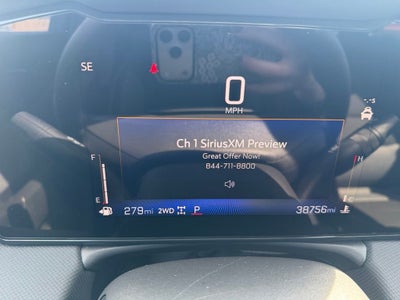 SE
0
MPH
Ch 1 SiriusXM Preview
Great Offer Now!
844-711-8800
F
H
E
C
279mi 2WD P 38756mi